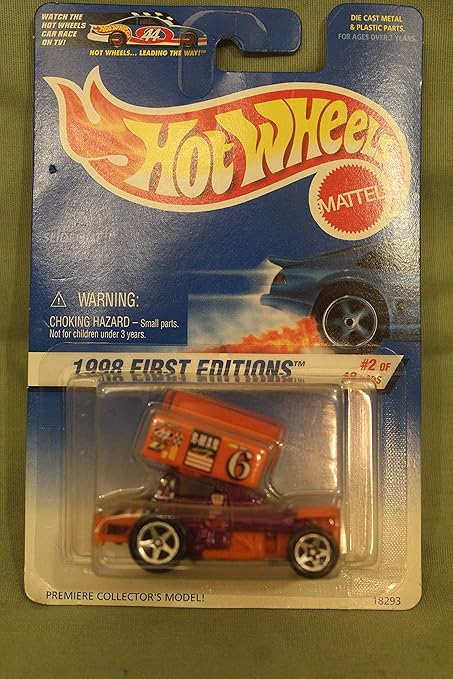 WATCH THE
HOT WHEELS
CAR RACE
ON TV!
44
HOT WHEELS... LEADING THE WAY!™
DIE CAST METAL
& PLASTIC PARTS.
FOR AGES OVER 3 YEARS.
HOT WHEELS
MATTEL
WARNING:
CHOKING HAZARD – Small parts.
Not for children under 3 years.
1998 FIRST EDITIONS™
#2 OF
6
PREMIERE COLLECTOR'S MODEL!
18293